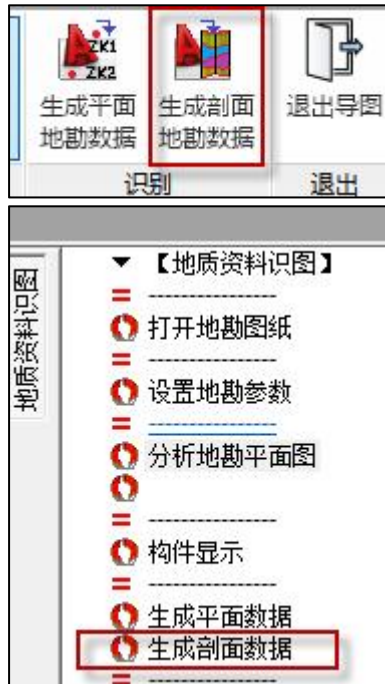 ZK1
ZK2
生成平面
地勘数据
生成剖面
地勘数据
退出导图
识别
退出
地质资料识图
【地质资料识图】
打开地勘图纸
设置地勘参数
分析地勘平面图
构件显示
生成平面数据
生成剖面数据